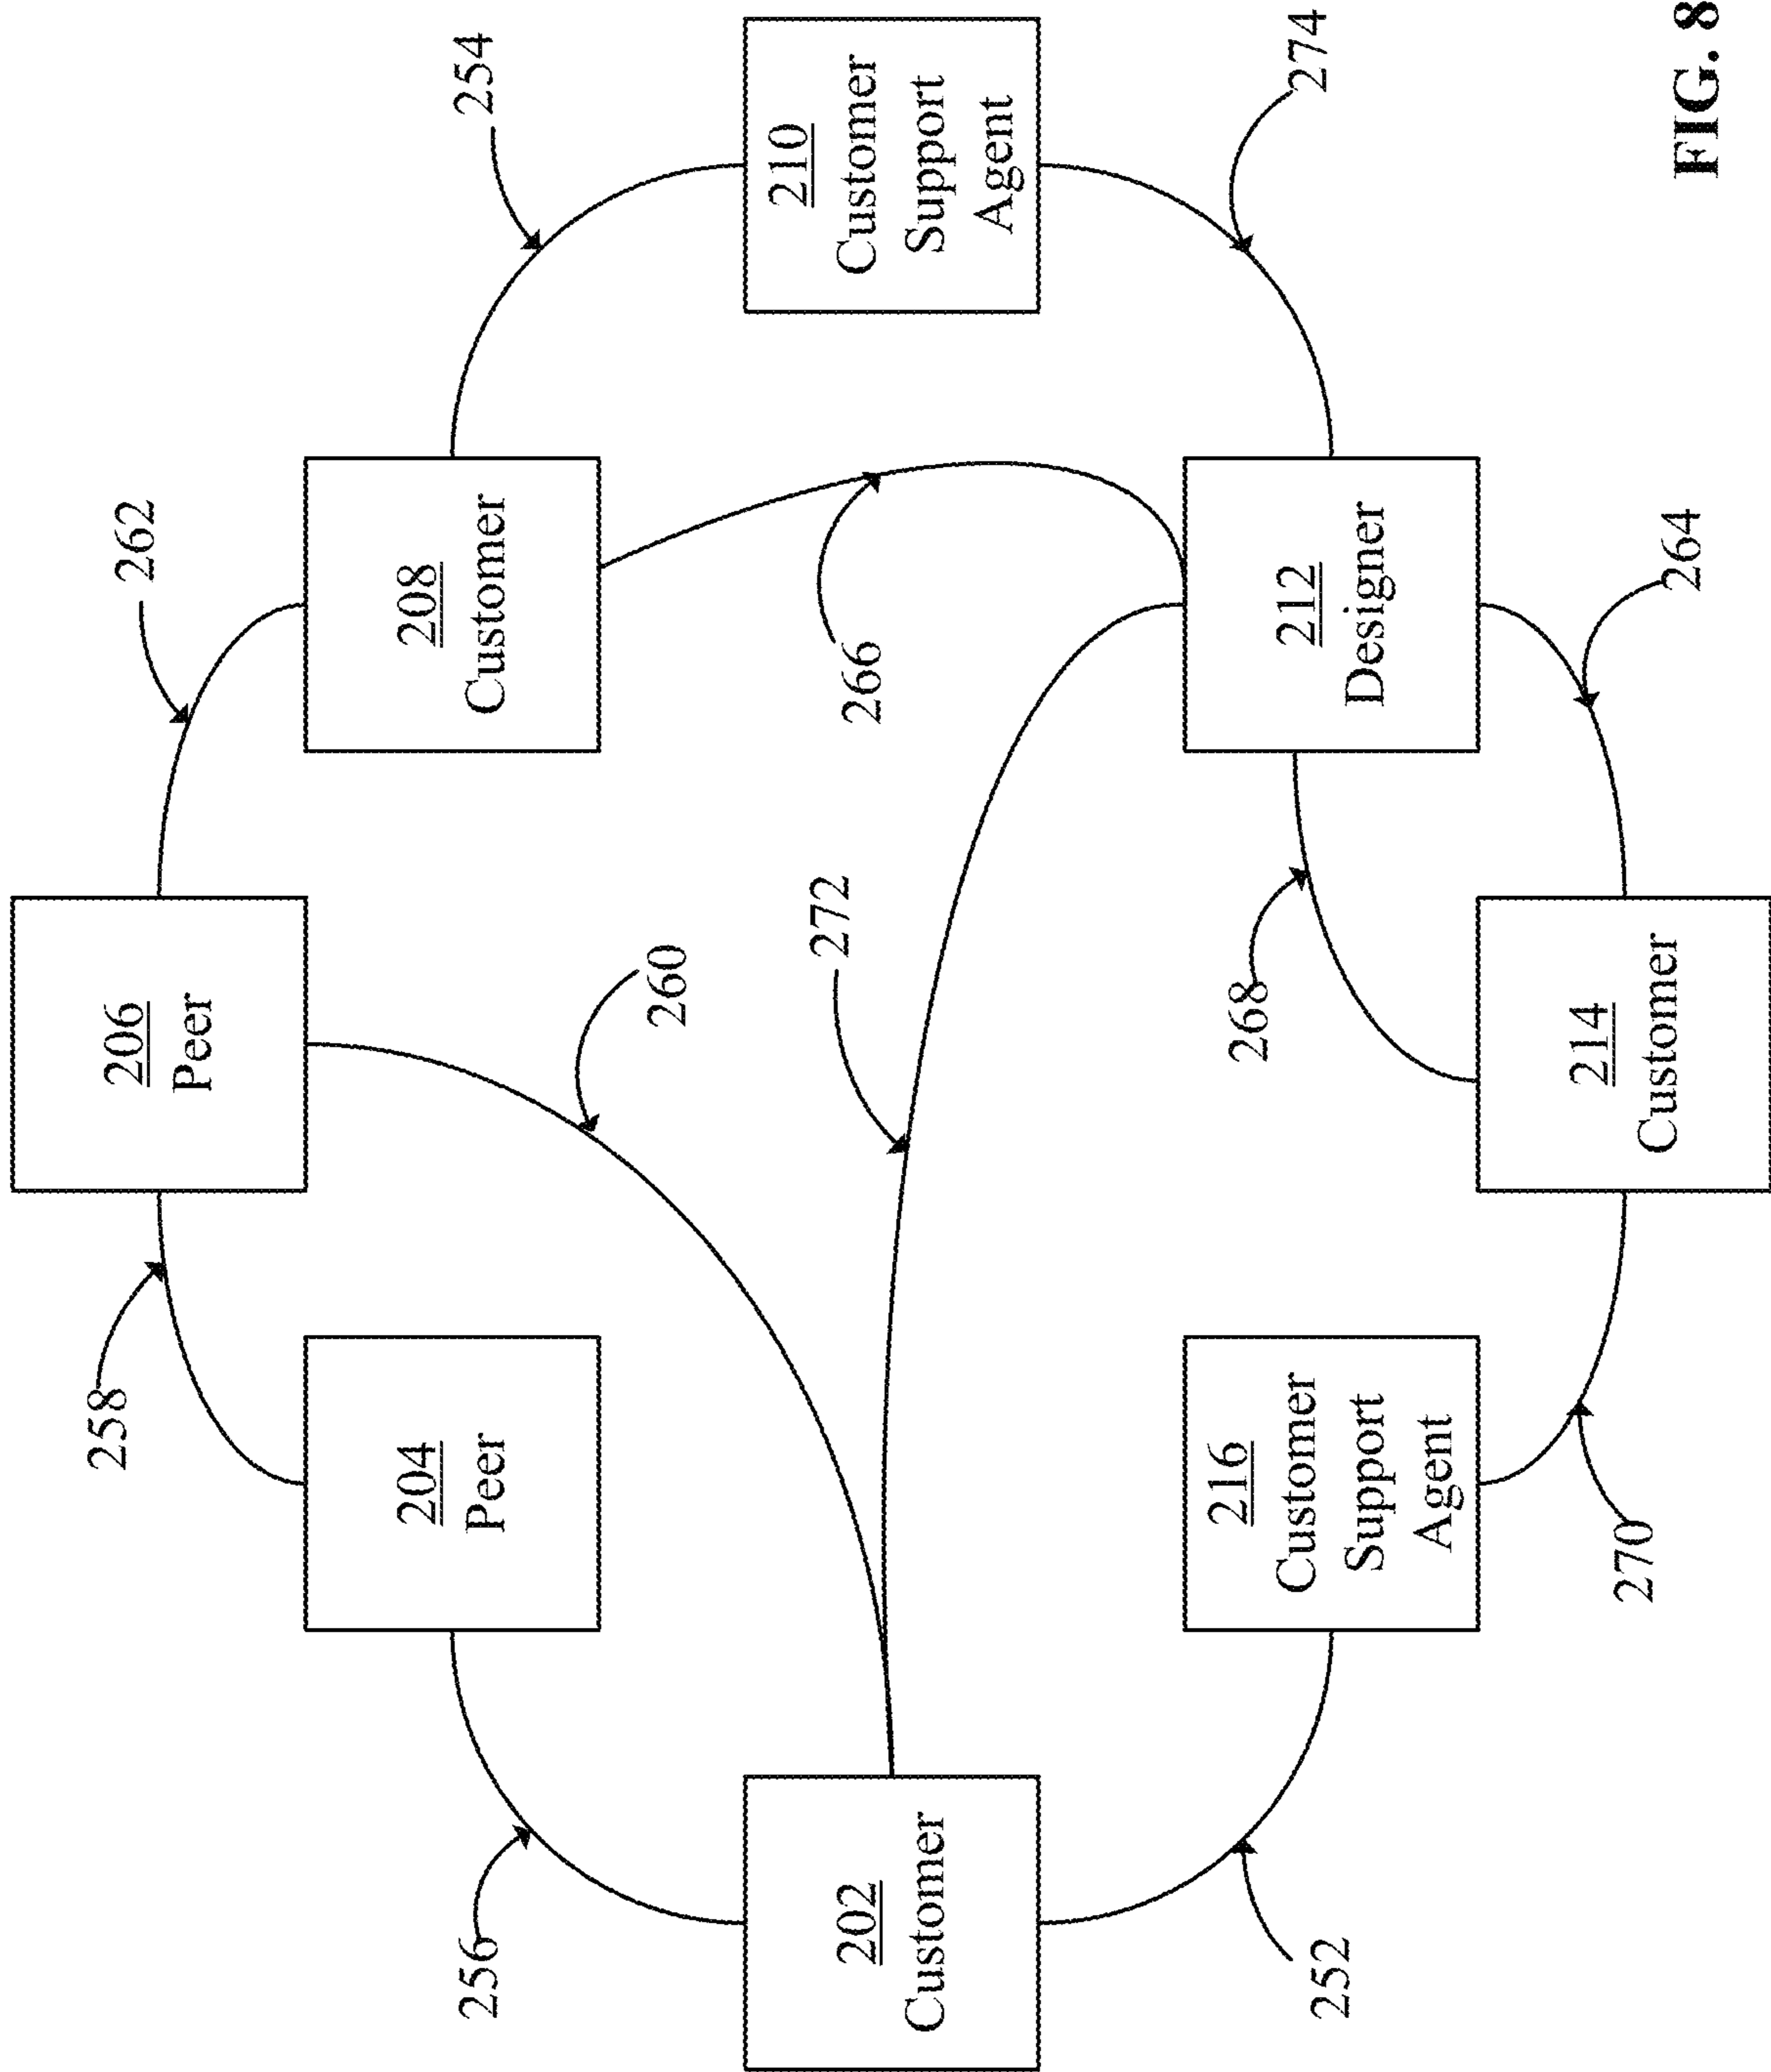 206
Peer
258
262
204
Peer
208
Customer
256
260
254
202
Customer
272
266
210
Customer
Support
Agent
252
216
Customer
Support
Agent
268
212
Designer
274
270
214
Customer
264
FIG. 8